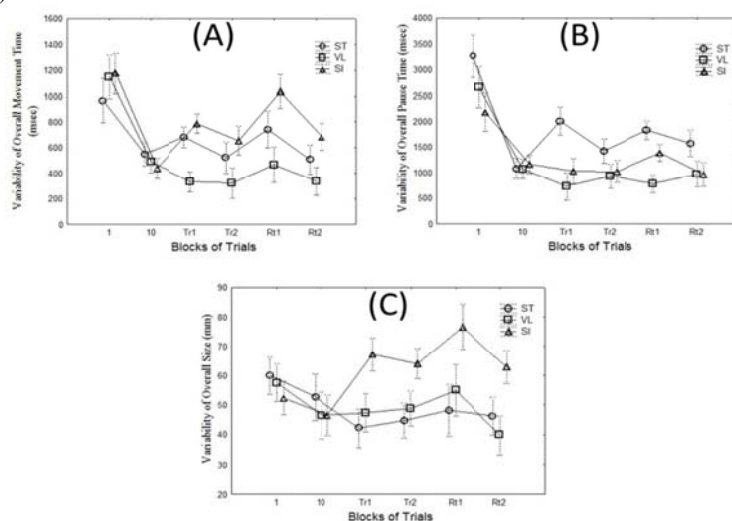 )
(A)
Variability of Overall Movement Time
(msec)
1600
1400
1200
1000
800
600
400
200
0
ST
VL
SI
1 10 Tr1 Tr2 Rt1 Rt2
Blocks of Trials
(B)
Variability of Overall Pause Time (msec)
4000
3500
3000
2500
2000
1500
1000
500
0
ST
VL
SI
1 10 Tr1 Tr2 Rt1 Rt2
Blocks of Trials
(C)
Variability of Overall Size (mm)
90
80
70
60
50
40
30
20
ST
VL
SI
1 10 Tr1 Tr2 Rt1 Rt2
Blocks of Trials